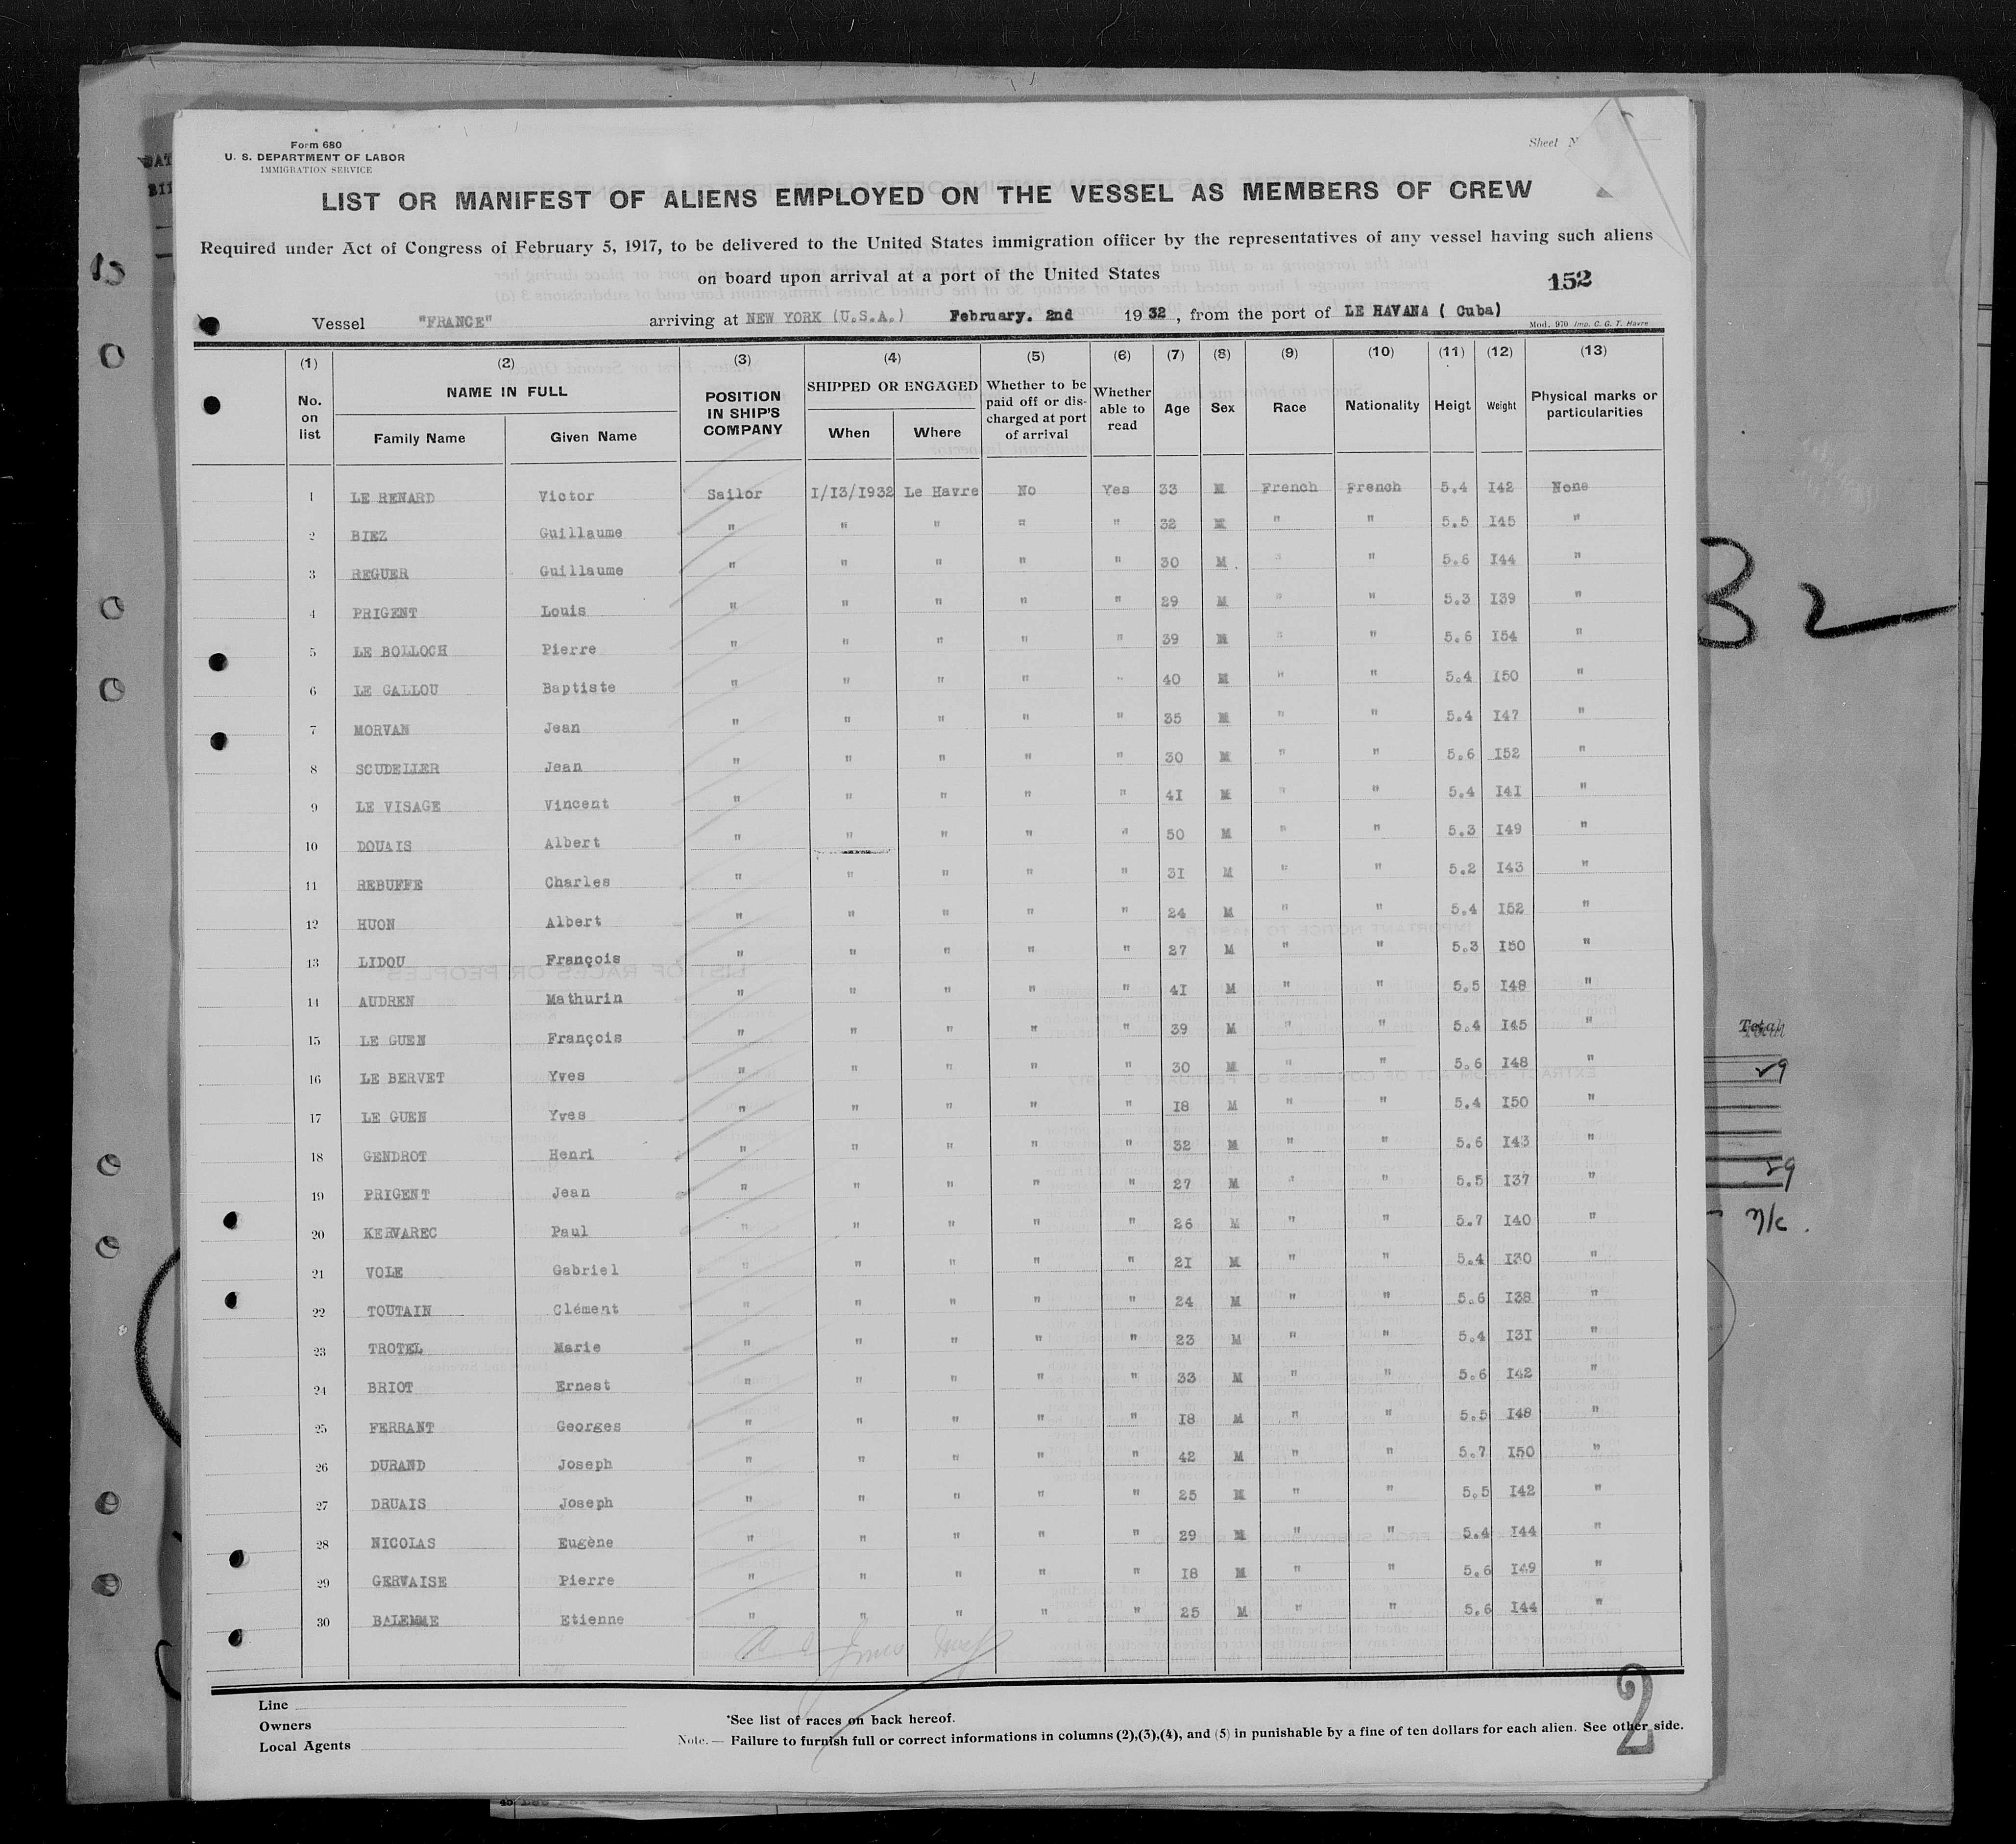 Form 680
U. S. DEPARTMENT OF LABOR
IMMIGRATION SERVICE
Sheet
LIST OR MANIFEST OF ALIENS EMPLOYED ON THE VESSEL AS MEMBERS OF CREW
Required under Act of Congress of February 5, 1917, to be delivered to the United States immigration officer by the representatives of any vessel having such aliens
on board upon arrival at a port of the United States
152
Vessel "FRANCE" arriving at NEW YORK (U.S.A.) February. 2nd 1932, from the port of LE HAVANA ( Cuba)
Mod. 970 Imp. C. G. T. Havre
(1) (2) (3) (4) (5) (6) (7) (8) (9) (10) (11) (12) (13)
No. on list NAME IN FULL Family Name Given Name POSITION IN SHIP'S COMPANY SHIPPED OR ENGAGED When Where Whether to be paid off or discharged at port of arrival Whether able to read Age Sex Race Nationality Heigt Weight Physical marks or particularities
1 LE RENARD Victor Sailor I/I3/I932 Le Havre No Yes 33 M French French 5.4 I42 None
2 BIEZ Guillaume " " " " " 32 M " " 5.5 I45 "
3 REGUER Guillaume " " " " " 30 M " " 5.6 I44 "
4 PRIGENT Louis " " " " " 29 M " " 5.3 I39 "
5 LE BOLLOCH Pierre " " " " " 39 M " " 5.6 I54 "
6 LE GALLOU Baptiste " " " " " 40 M " " 5.4 I50 "
7 MORVAN Jean " " " " " 35 M " " 5.4 I47 "
8 SCUDELLER Jean " " " " " 30 M " " 5.6 I52 "
9 LE VISAGE Vincent " " " " " 4I M " " 5.4 I4I "
10 DOUAIS Albert " " " " " 50 M " " 5.3 I49 "
11 REBUFFE Charles " " " " " 3I M " " 5.2 I43 "
12 HUON Albert " " " " " 24 M " " 5.4 I52 "
13 LIDOU François " " " " " 27 M " " 5.3 I50 "
14 AUDREN Mathurin " " " " " 4I M " " 5.5 I48 "
15 LE GUEN François " " " " " 39 M " " 5.4 I45 "
16 LE BERVET Yves " " " " " 30 M " " 5.6 I48 "
17 LE GUEN Yves " " " " " I8 M " " 5.4 I50 "
18 GENDROT Henri " " " " " 32 M " " 5.6 I43 "
19 PRIGENT Jean " " " " " 27 M " " 5.5 I37 "
20 KERVAREC Paul " " " " " 26 M " " 5.7 I40 "
21 VOLE Gabriel " " " " " 2I M " " 5.4 I30 "
22 TOUTAIN Clément " " " " " 24 M " " 5.6 I38 "
23 TROTEL Marie " " " " " 23 M " " 5.4 I3I "
24 BRIOT Ernest " " " " " 33 M " " 5.6 I42 "
25 FERRANT Georges " " " " " I8 M " " 5.5 I48 "
26 DURAND Joseph " " " " " 42 M " " 5.7 I50 "
27 DRUAIS Joseph " " " " " 25 M " " 5.5 I42 "
28 NICOLAS Eugène " " " " " 29 M " " 5.4 I44 "
29 GERVAISE Pierre " " " " " I8 M " " 5.6 I49 "
30 BALEMME Etienne " " " " " 25 M " " 5.6 I44 "
Line
Owners
Local Agents
*See list of races on back hereof.
Note. — Failure to furnish full or correct informations in columns (2),(3),(4), and (5) in punishable by a fine of ten dollars for each alien. See other side.
2
32
Total
29
29